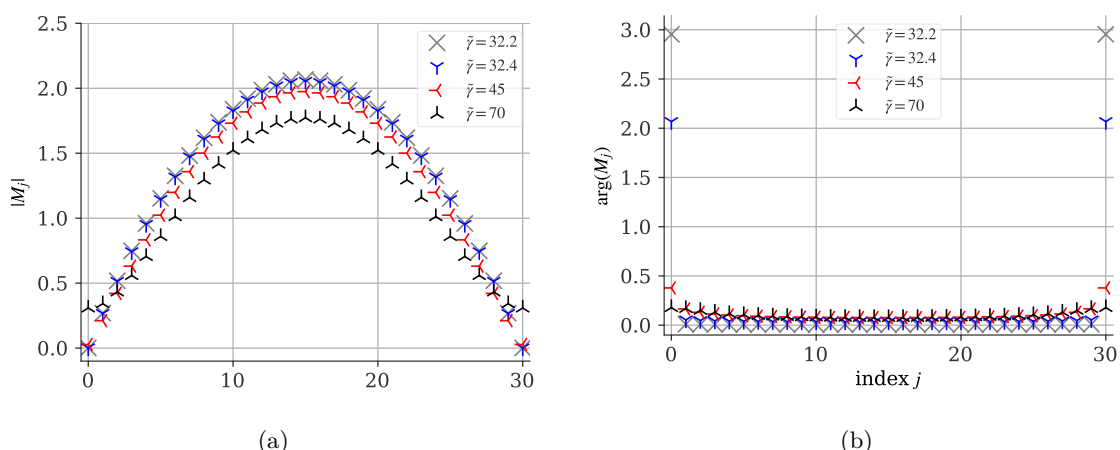 2.5
2.0
1.5
1.0
0.5
0.0
|M_j|
0 10 20 30
γ̃ = 32.2
γ̃ = 32.4
γ̃ = 45
γ̃ = 70
(a)
3.0
2.5
2.0
1.5
1.0
0.5
0.0
arg(M_j)
0 10 20 30
index j
γ̃ = 32.2
γ̃ = 32.4
γ̃ = 45
γ̃ = 70
(b)